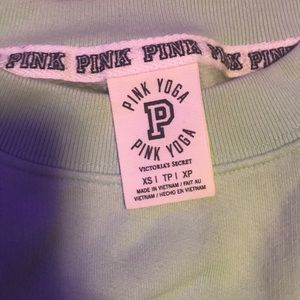 PINK PINK PINK PINK PINK
PINK YOGA
P
PINK YOGA
VICTORIA'S SECRET
XS | TP | XP
MADE IN VIETNAM / FAIT AU
VIETNAM / HECHO EN VIETNAM